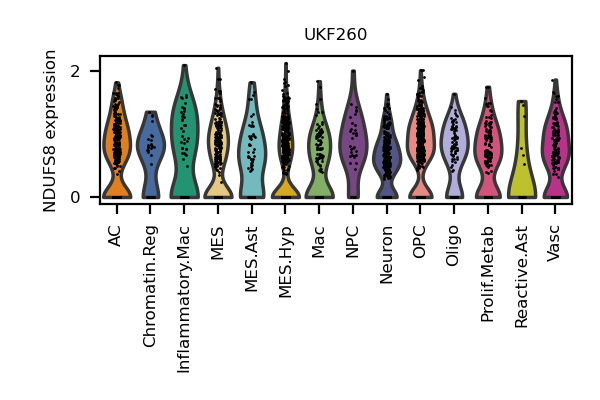 UKF260
NDUFS8 expression
2
0
AC
Chromatin.Reg
Inflammatory.Mac
MES
MES.Ast
MES.Hyp
Mac
NPC
Neuron
OPC
Oligo
Prolif.Metab
Reactive.Ast
Vasc